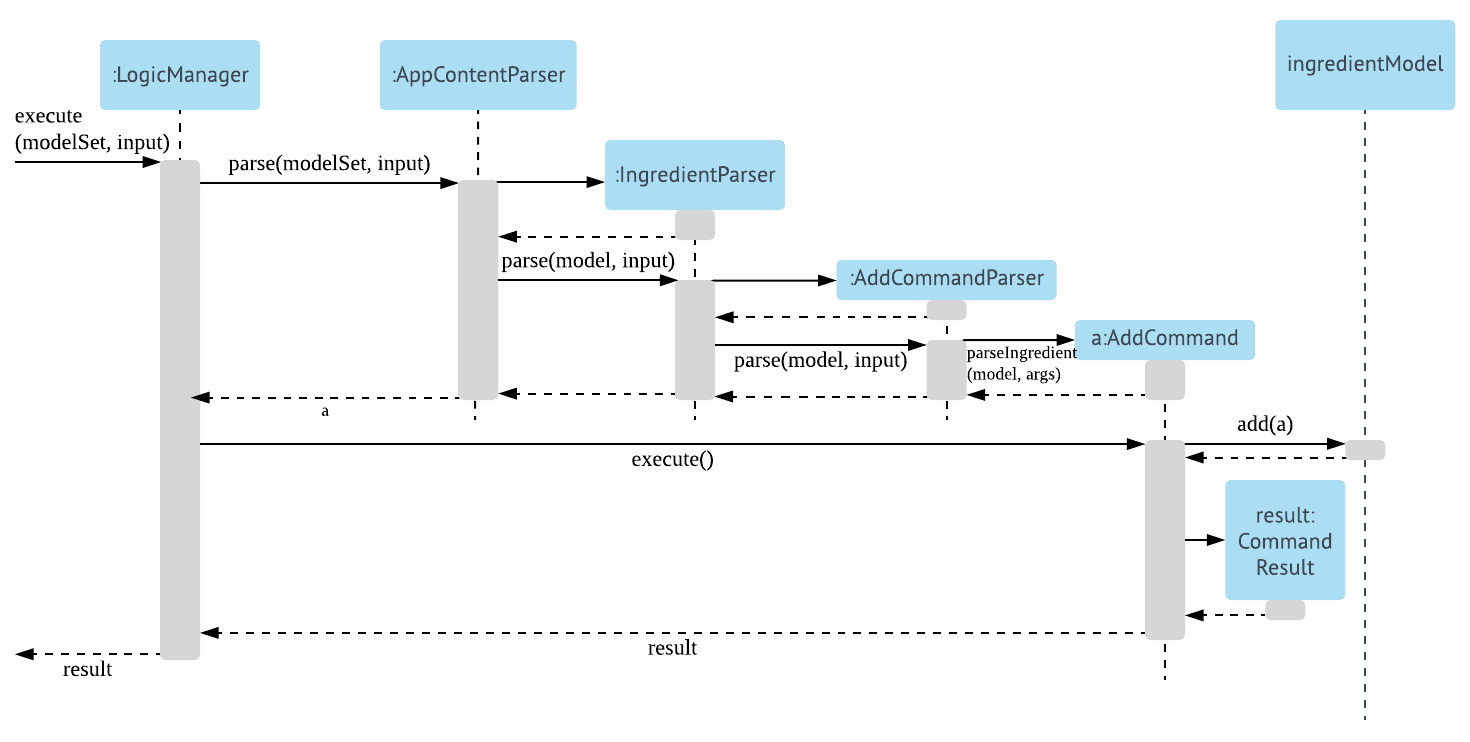 ingredientModel
:LogicManager
:AppContentParser
execute
(modelSet, input)
parse(modelSet, input)
:IngredientParser
parse(model, input)
:AddCommandParser
a:AddCommand
parse(model, input)
parseIngredient
(model, args)
a
add(a)
execute()
result:
Command
Result
result
result